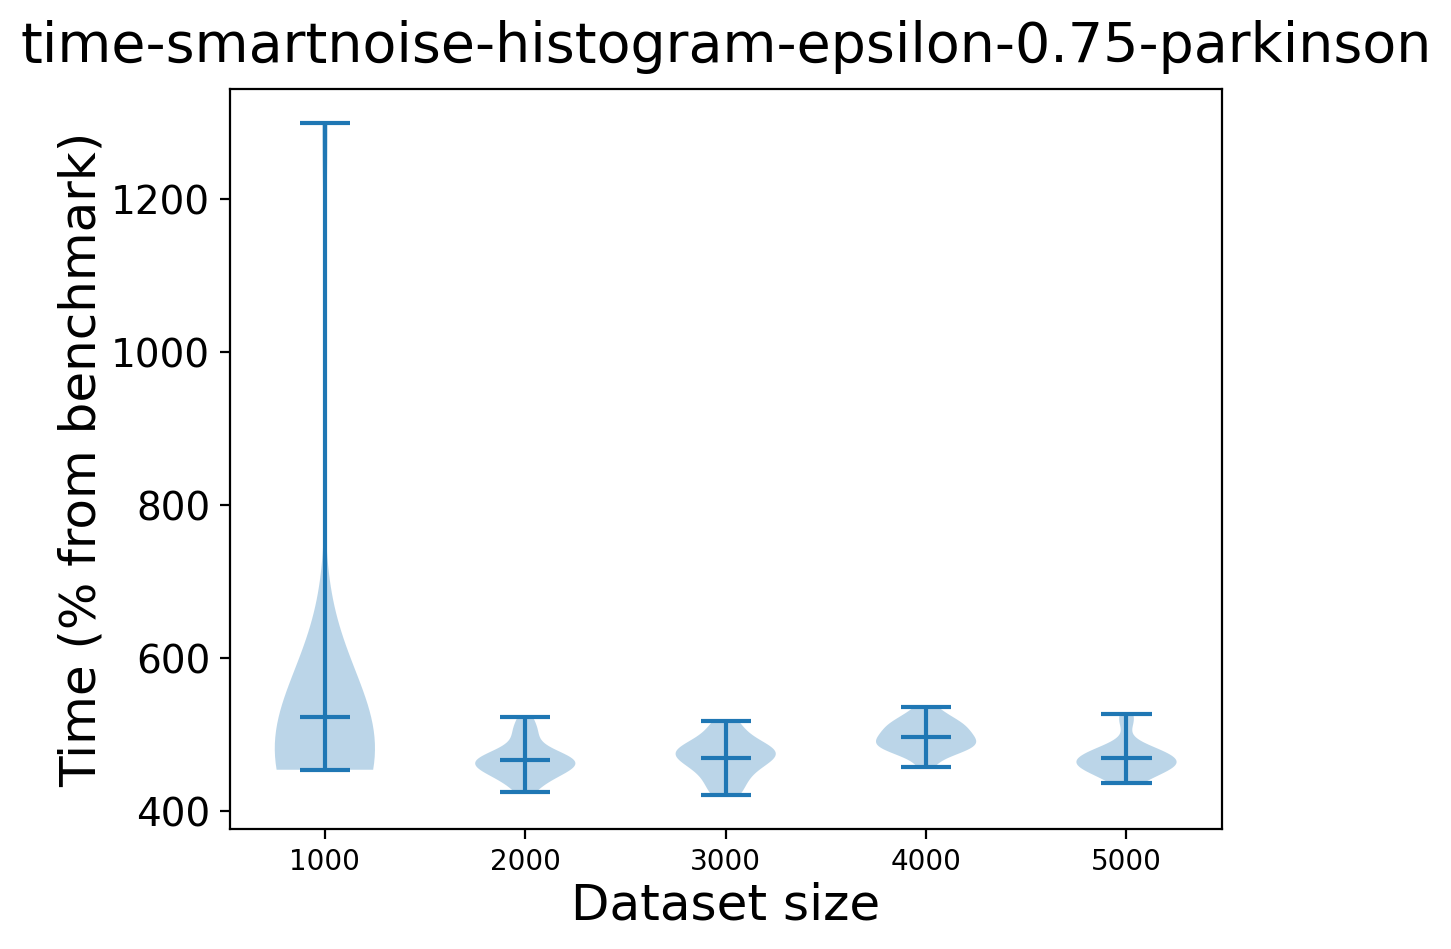 time-smartnoise-histogram-epsilon-0.75-parkinson
Time (% from benchmark)
1200
1000
800
600
400
1000 2000 3000 4000 5000
Dataset size